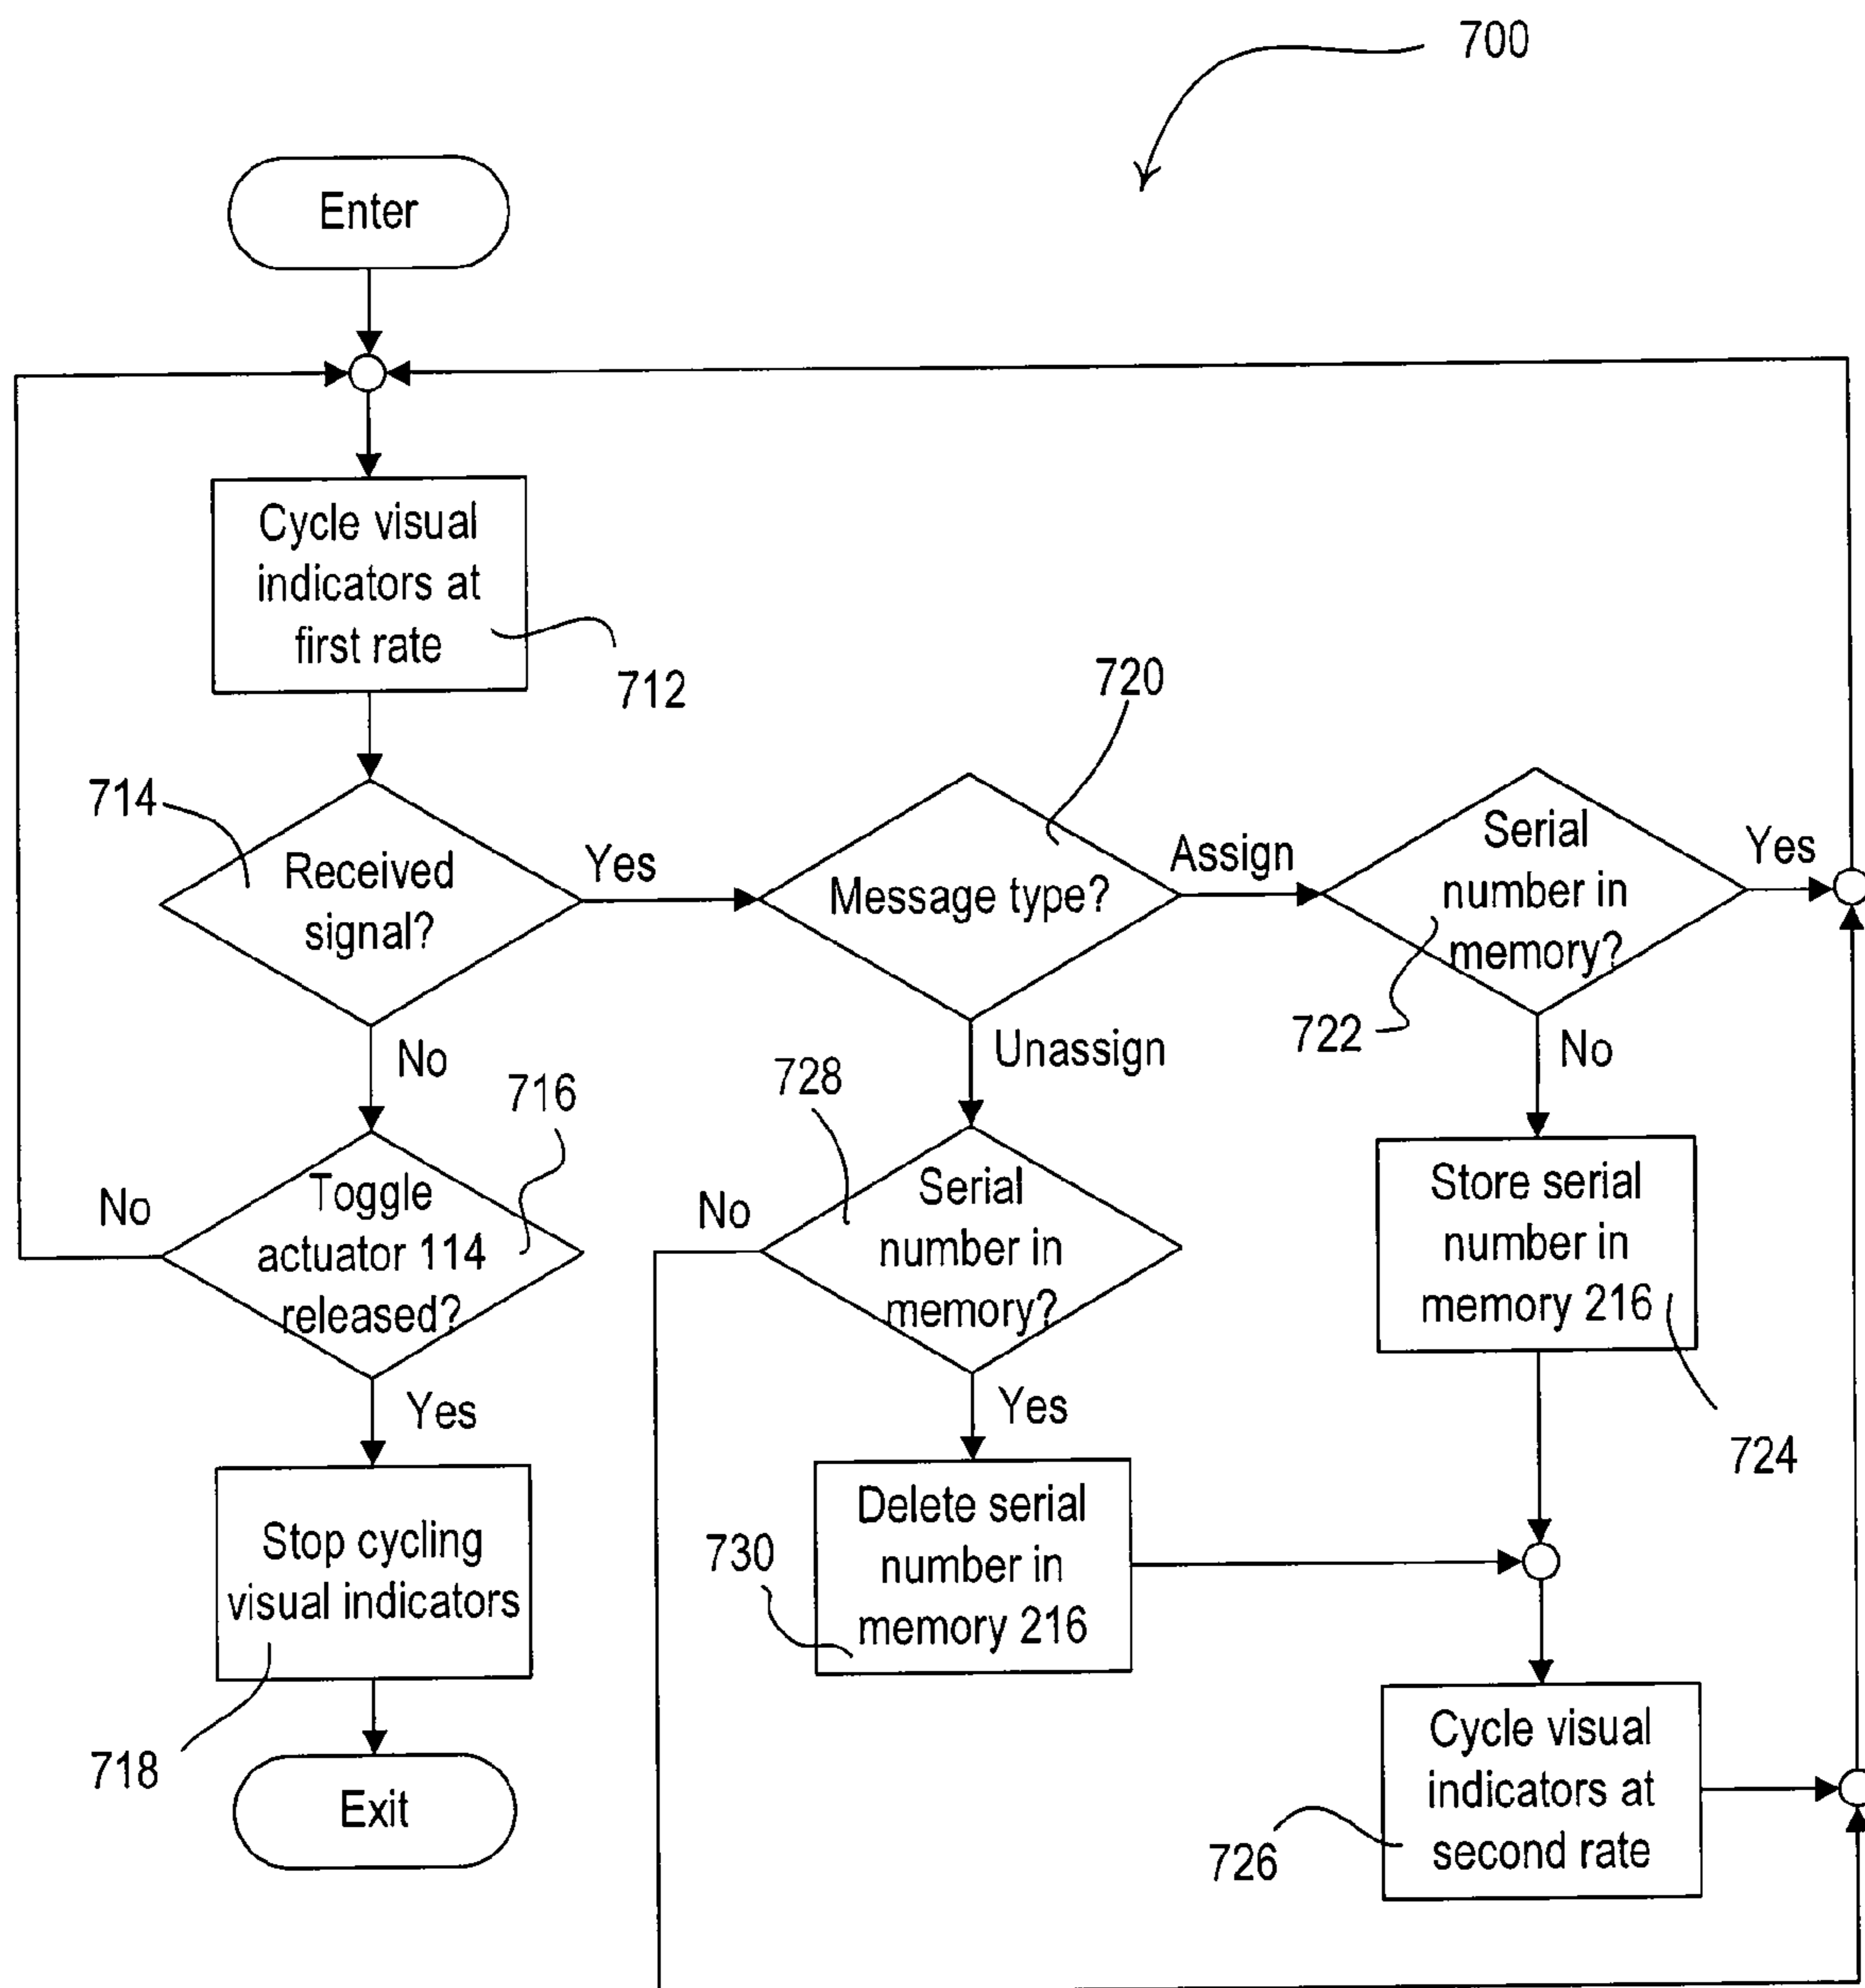 700
Enter
Cycle visual
indicators at
first rate
712
720
714
Received
signal?
Yes
Message type?
Assign
Serial
number in
memory?
Yes
722
No
Unassign
No
716
728
Toggle
actuator 114
released?
No
Serial
number in
memory?
No
Store serial
number in
memory 216
724
Yes
Yes
Stop cycling
visual indicators
718
Delete serial
number in
memory 216
730
Cycle visual
indicators at
second rate
726
Exit